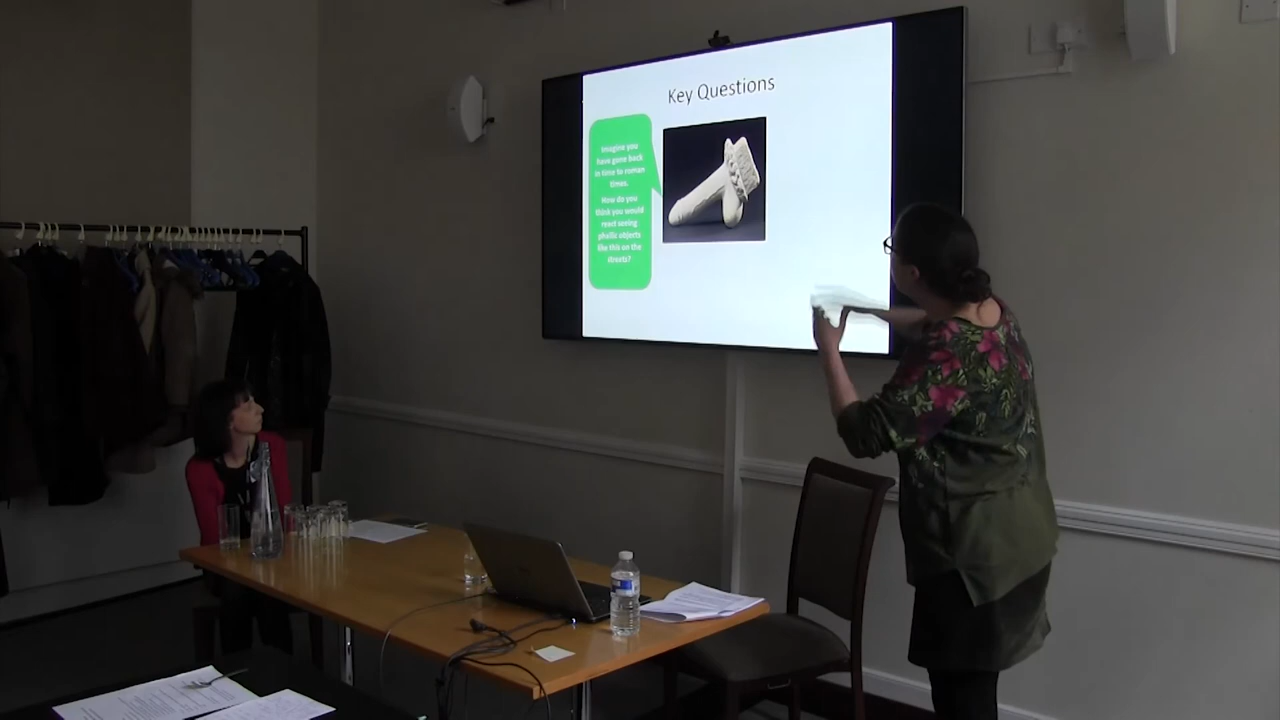 Key Questions
Imagine you
have gone back
in time to roman
times.
How do you
think you would
react seeing
phallic objects
like this on the
streets?